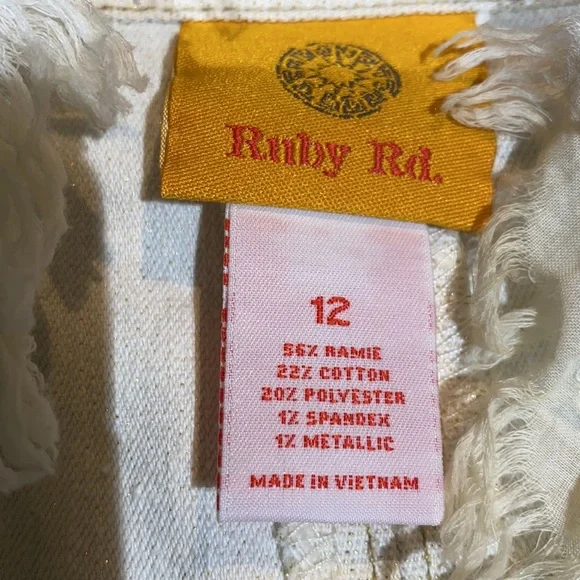 Ruby Rd.
12
56% RAMIE
22% COTTON
20% POLYESTER
1% SPANDEX
1% METALLIC
MADE IN VIETNAM